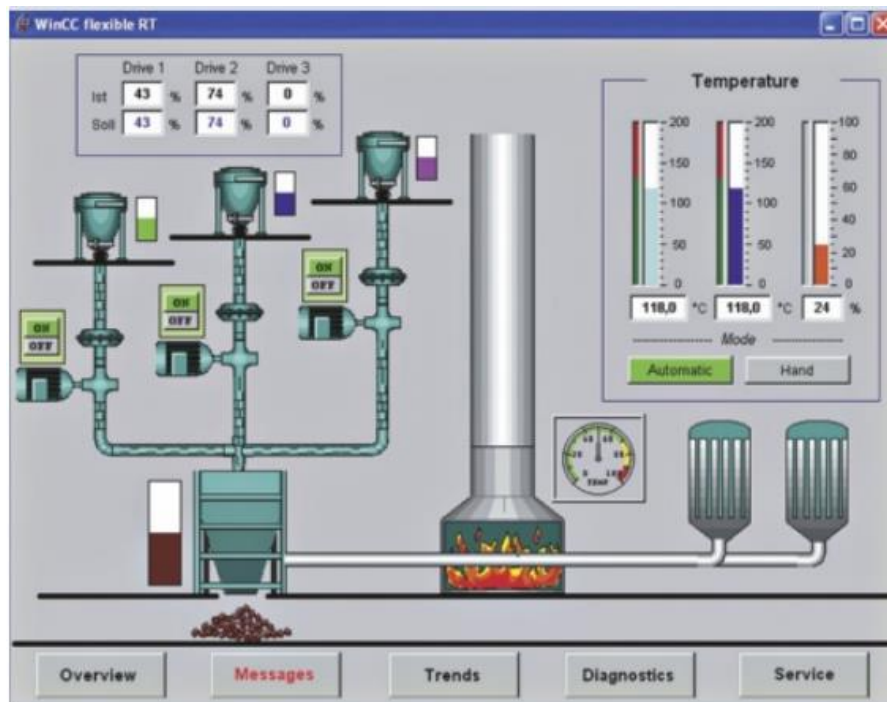 WinCC flexible RT
Drive 1 Drive 2 Drive 3
Ist 43 % 74 % 0 %
Soll 43 % 74 % 0 %
Temperature
200 200 100
80
150 150
60
100 100
40
50 50
20
0 0 0
118,0 °C 118,0 °C 24 %
Mode
Automatic Hand
ON
OFF
ON
OFF
ON
OFF
20
0
TEMP
Overview Messages Trends Diagnostics Service